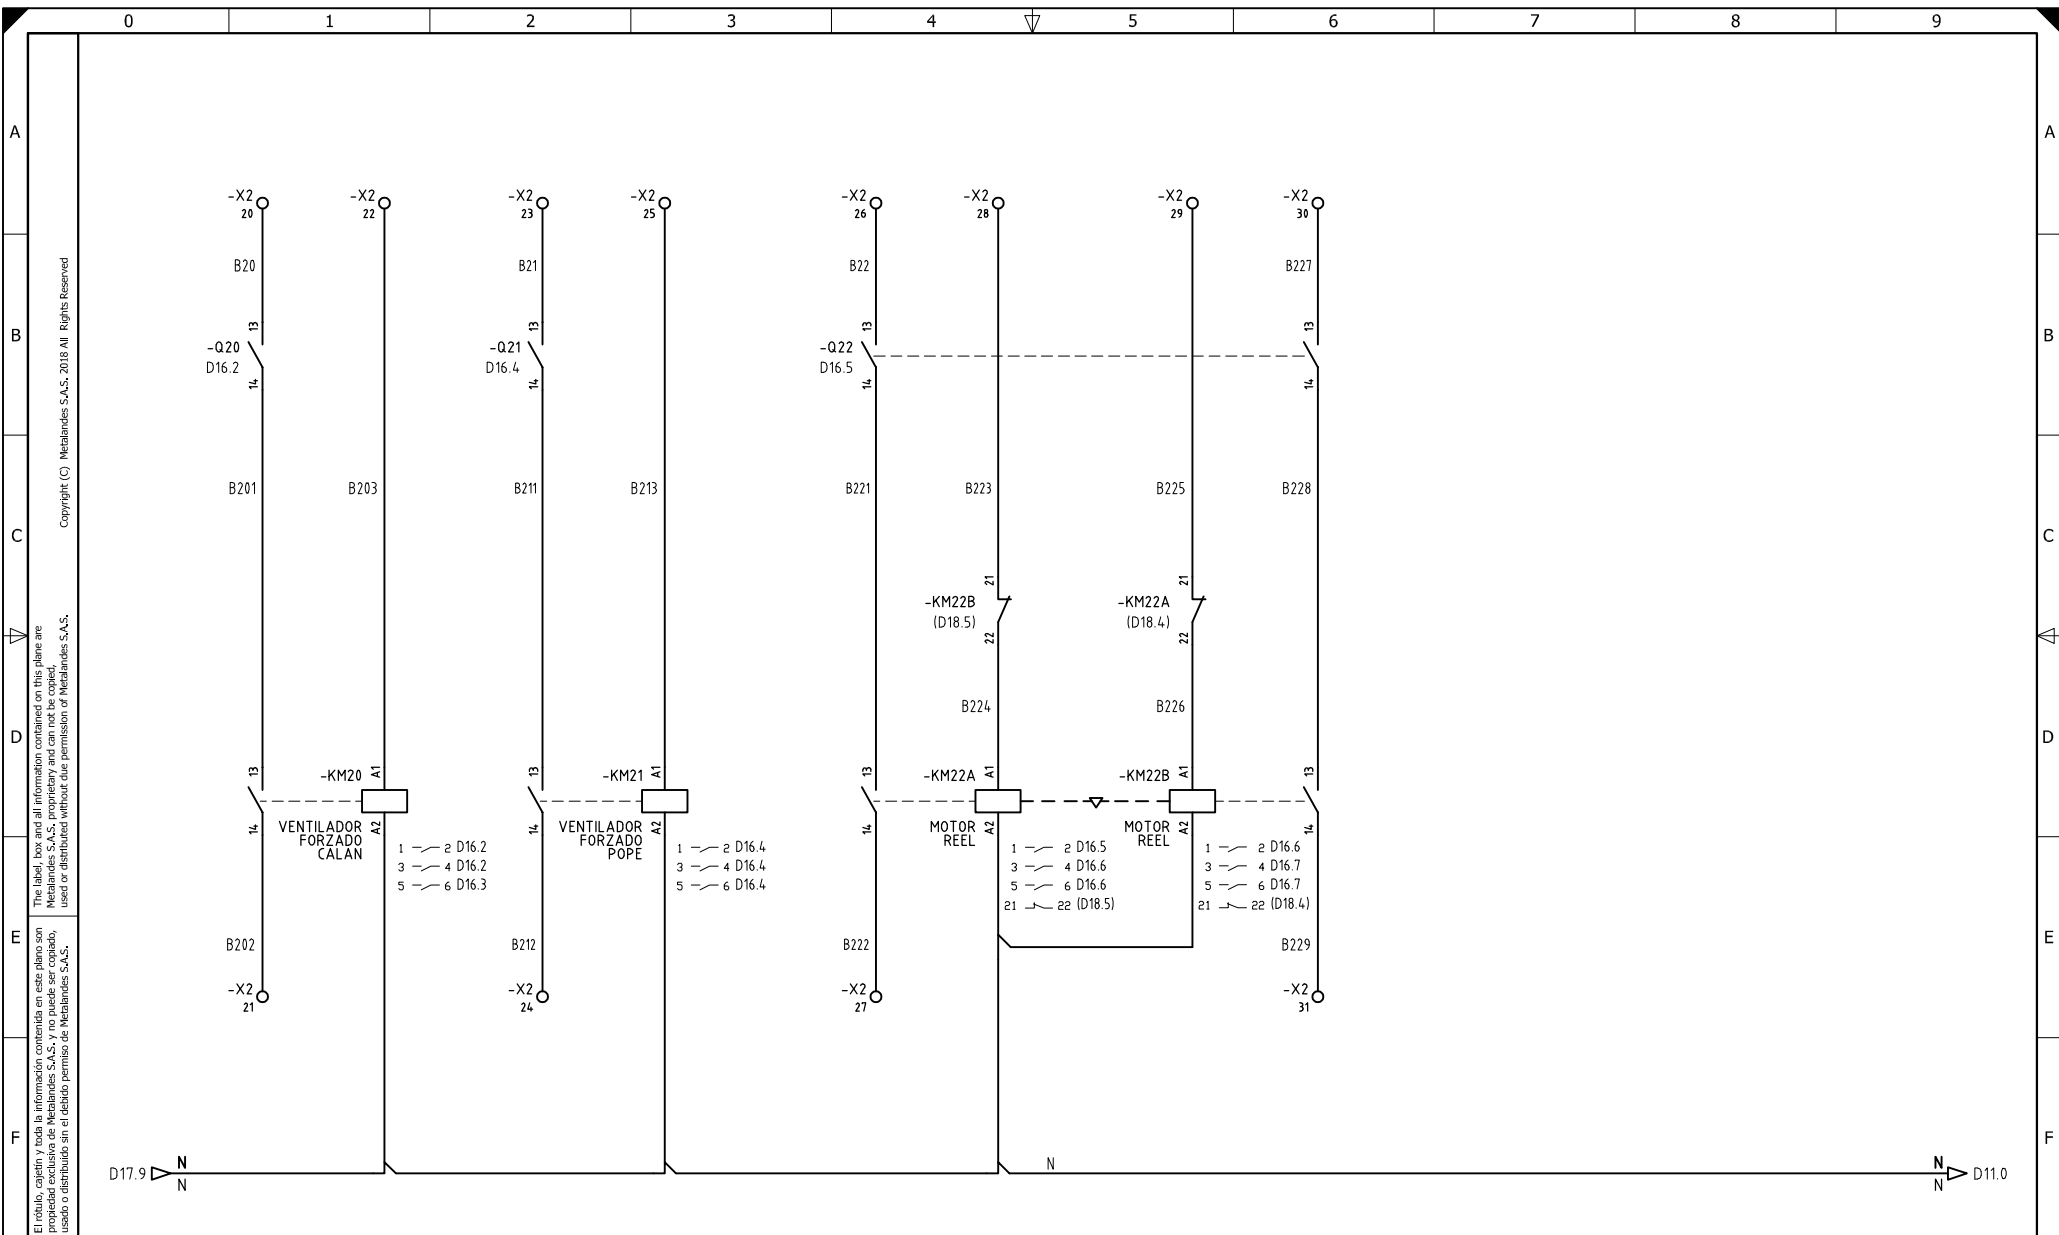 0 1 2 3 4 5 6 7 8 9
A A
-X2 -X2 -X2 -X2 -X2 -X2 -X2 -X2
20 22 23 25 26 28 29 30
B20 B21 B22 B227
B B
13 13 13 13
-Q20 -Q21 -Q22
D16.2 D16.4 D16.5
14 14 14 14
B201 B203 B211 B213 B221 B223 B225 B228
C C
21 21
-KM22B -KM22A
(D18.5) (D18.4)
22 22
B224 B226
D D
13 -KM20 A1 13 -KM21 A1 13 -KM22A A1 -KM22B A1 13
14 VENTILADOR A2 14 VENTILADOR A2 14 MOTOR A2 MOTOR A2 14
FORZADO FORZADO REEL REEL
CALAN POPE
1 2 D16.2 1 2 D16.4 1 2 D16.5 1 2 D16.6
3 4 D16.2 3 4 D16.4 3 4 D16.6 3 4 D16.7
5 6 D16.3 5 6 D16.4 5 6 D16.6 5 6 D16.7
21 22 (D18.5) 21 22 (D18.4)
E E
B202 B212 B222 B229
-X2 -X2 -X2 -X2
21 24 27 31
F F
N N N
D17.9 D11.0
N N
Copyright (C) Metalandes S.A.S. 2018 All Rights Reserved
The label, box and all information contained on this plane are
Metalandes S.A.S. proprietary and can not be copied,
used or distributed without due permission of Metalandes S.A.S.
El rótulo, cajetín y toda la información contenida en este plano son
propiedad exclusiva de Metalandes S.A.S. y no puede ser copiado,
usado o distribuido sin el debido permiso de Metalandes S.A.S.